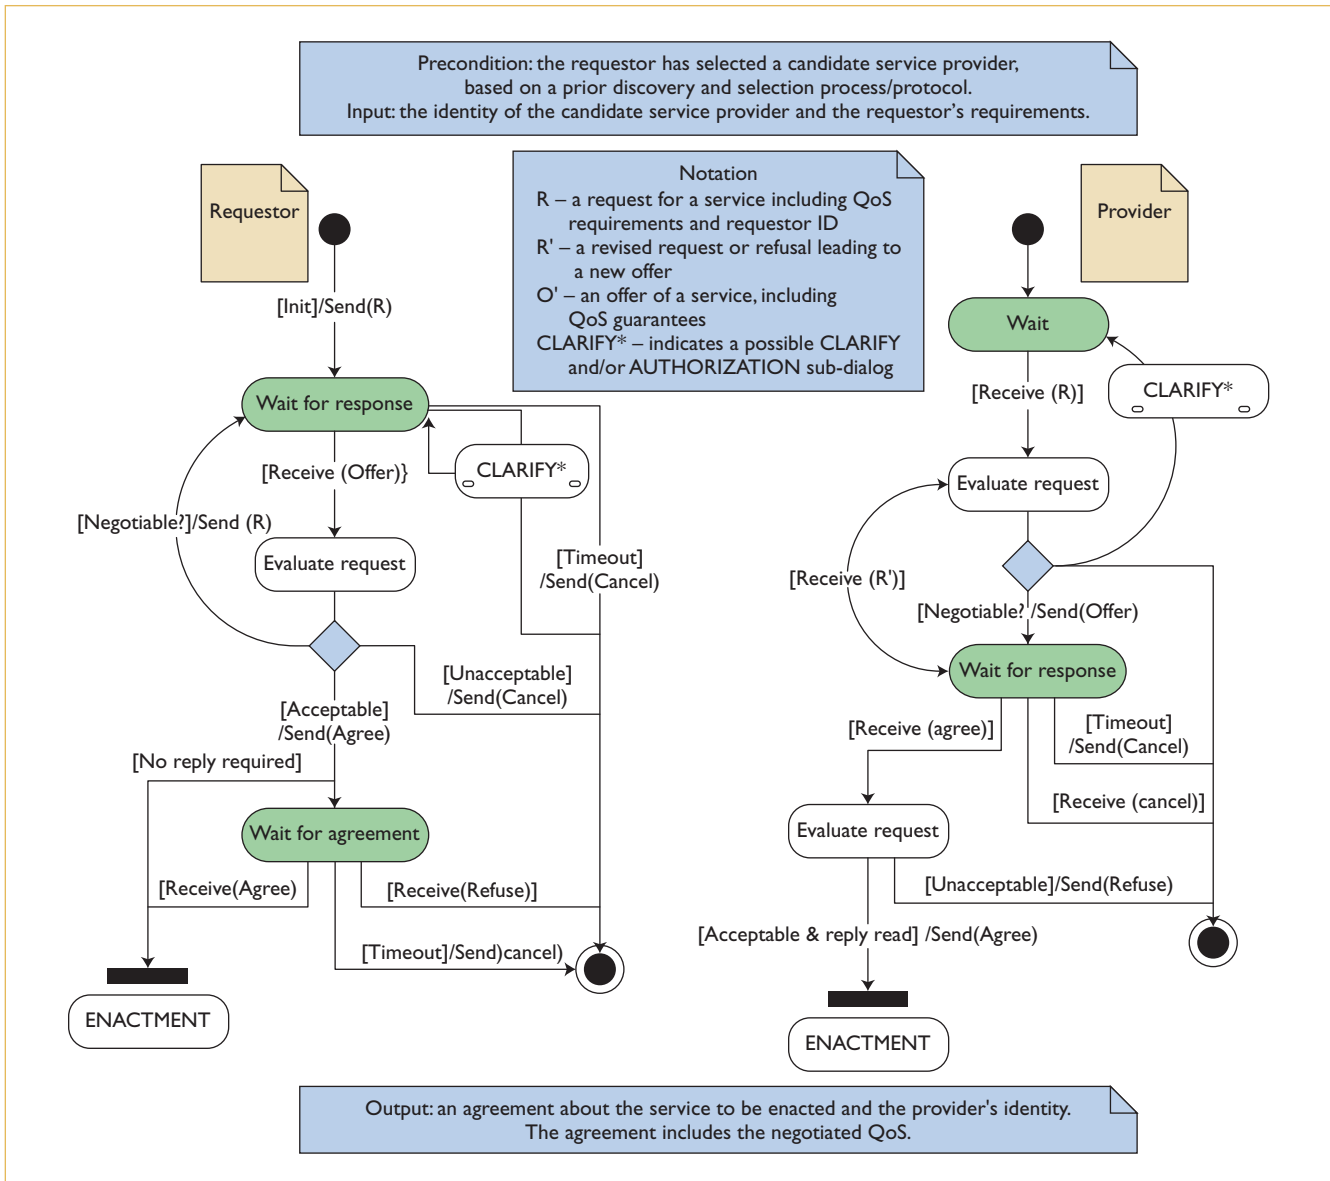 Precondition: the requestor has selected a candidate service provider,
based on a prior discovery and selection process/protocol.
Input: the identity of the candidate service provider and the requestor's requirements.
Requestor
Notation
R – a request for a service including QoS
requirements and requestor ID
R' – a revised request or refusal leading to
a new offer
O' – an offer of a service, including
QoS guarantees
CLARIFY* – indicates a possible CLARIFY
and/or AUTHORIZATION sub-dialog
Provider
[Init]/Send(R)
Wait for response
[Receive (Offer)}
CLARIFY*
[Negotiable?]/Send (R)
Evaluate request
[Timeout]
/Send(Cancel)
[Unacceptable]
/Send(Cancel)
[Acceptable]
/Send(Agree)
[No reply required]
Wait for agreement
[Receive(Agree)
[Receive(Refuse)]
[Timeout]/Send)cancel)
ENACTMENT
Wait
CLARIFY*
[Receive (R)]
Evaluate request
[Receive (R')]
[Negotiable? /Send(Offer)
Wait for response
[Receive (agree)]
[Timeout]
/Send(Cancel)
[Receive (cancel)]
Evaluate request
[Unacceptable]/Send(Refuse)
[Acceptable & reply read] /Send(Agree)
ENACTMENT
Output: an agreement about the service to be enacted and the provider's identity.
The agreement includes the negotiated QoS.